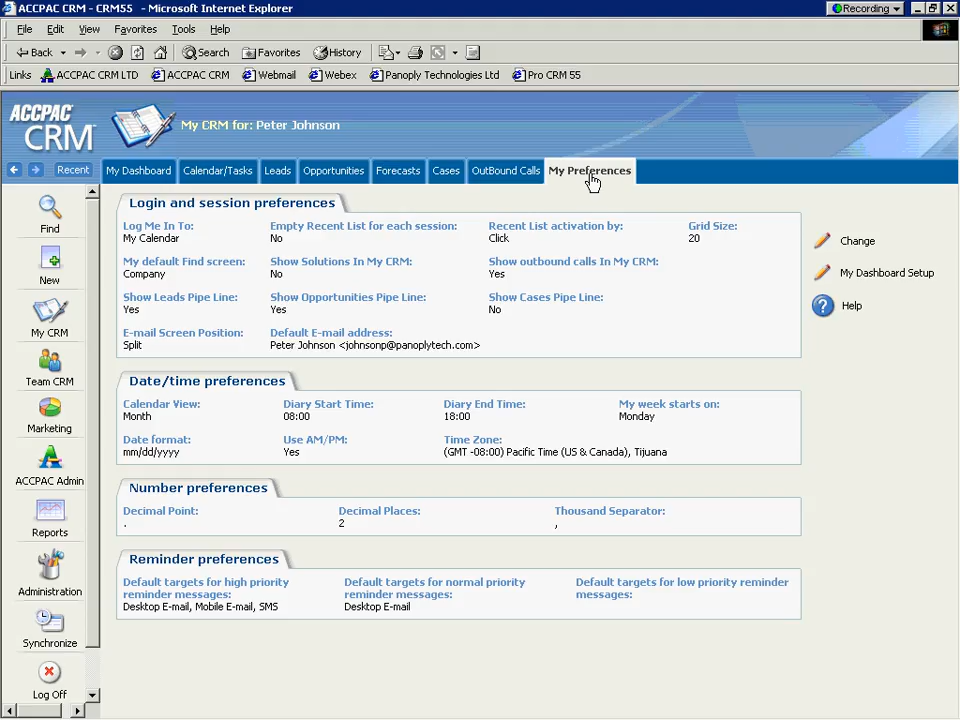 ACCPAC CRM - CRM55 - Microsoft Internet Explorer
Recording
File Edit View Favorites Tools Help
Back Search Favorites History
Links ACCPAC CRM LTD ACCPAC CRM Webmail Webex Panoply Technologies Ltd Pro CRM 55
ACCPAC
CRM
My CRM for: Peter Johnson
Recent My Dashboard Calendar/Tasks Leads Opportunities Forecasts Cases OutBound Calls My Preferences
Find
New
My CRM
Team CRM
Marketing
ACCPAC Admin
Reports
Administration
Synchronize
Log Off
Login and session preferences
Log Me In To: Empty Recent List for each session: Recent List activation by: Grid Size:
My Calendar No Click 20
My default Find screen: Show Solutions In My CRM: Show outbound calls In My CRM:
Company No Yes
Show Leads Pipe Line: Show Opportunities Pipe Line: Show Cases Pipe Line:
Yes Yes No
E-mail Screen Position: Default E-mail address:
Split Peter Johnson <johnsonp@panoplytech.com>
Date/time preferences
Calendar View: Diary Start Time: Diary End Time: My week starts on:
Month 08:00 18:00 Monday
Date format: Use AM/PM: Time Zone:
mm/dd/yyyy Yes (GMT -08:00) Pacific Time (US & Canada), Tijuana
Number preferences
Decimal Point: Decimal Places: Thousand Separator:
. 2 ,
Reminder preferences
Default targets for high priority Default targets for normal priority Default targets for low priority reminder
reminder messages: reminder messages: messages:
Desktop E-mail, Mobile E-mail, SMS Desktop E-mail
Change
My Dashboard Setup
Help